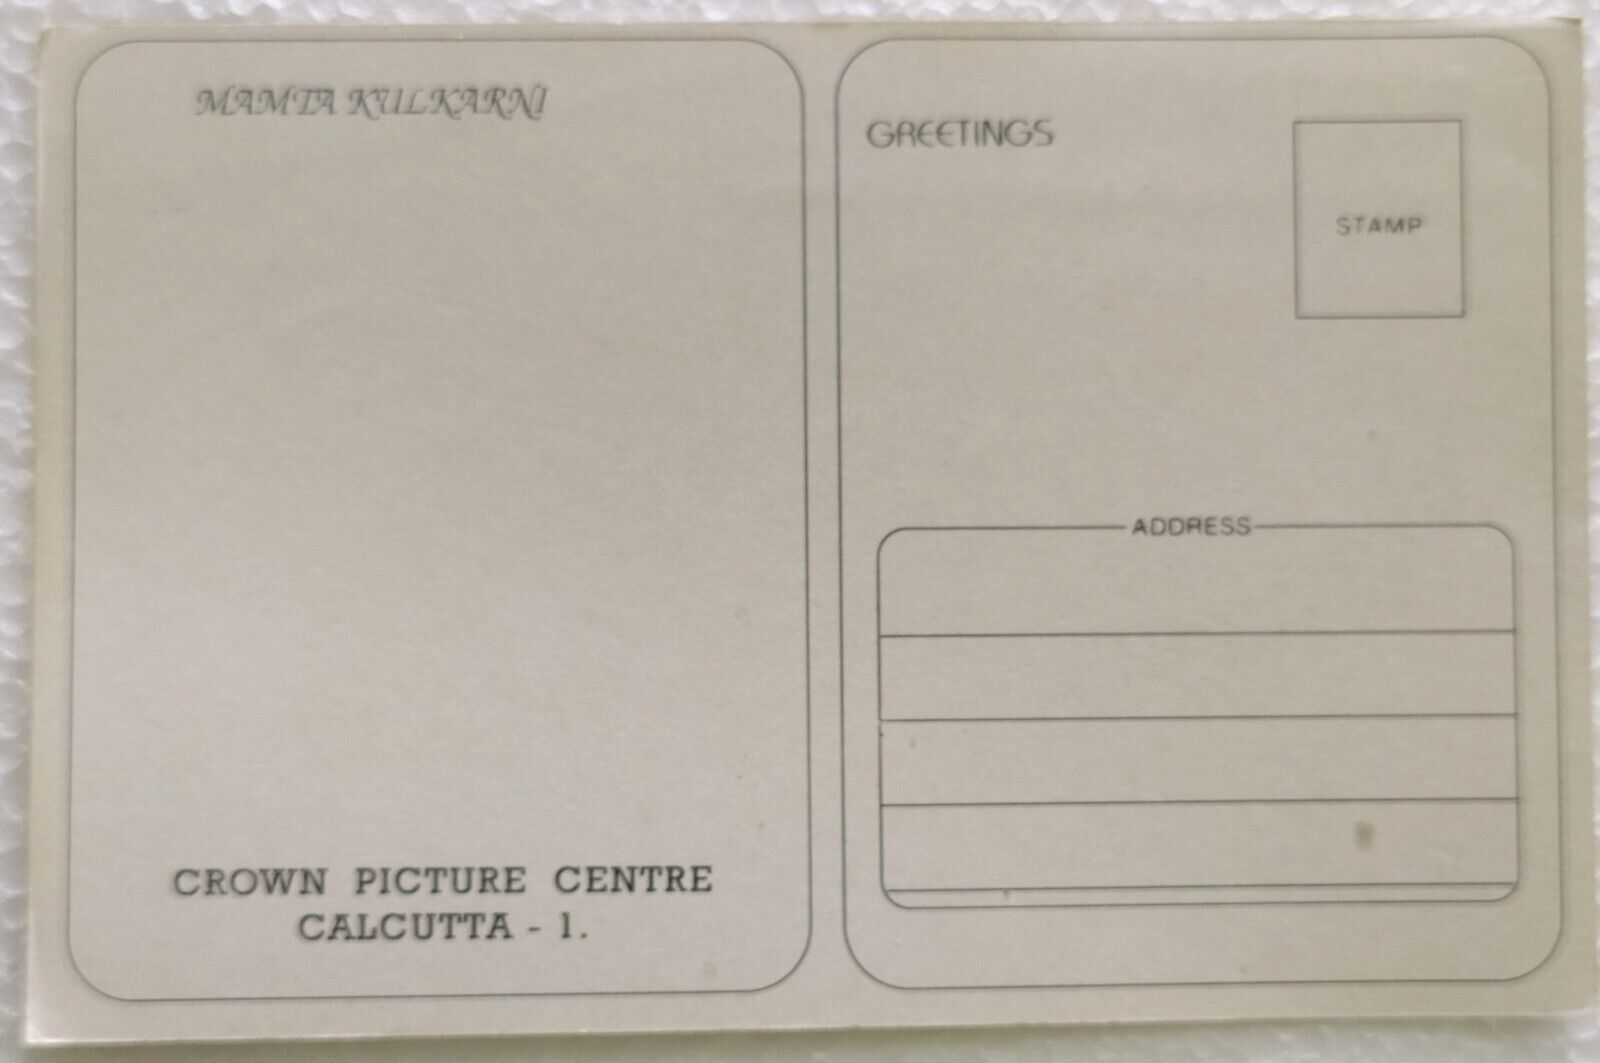 MAMTA KULKARNI
CROWN PICTURE CENTRE
CALCUTTA - 1.
GREETINGS
STAMP
ADDRESS